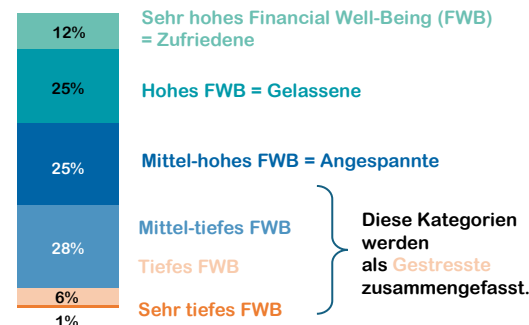 12%
Sehr hohes Financial Well-Being (FWB)
= Zufriedene
25%
Hohes FWB = Gelassene
25%
Mittel-hohes FWB = Angespannte
28%
Mittel-tiefes FWB
Tiefes FWB
6%
Sehr tiefes FWB
1%
Diese Kategorien
werden
als Gestresste
zusammengefasst.